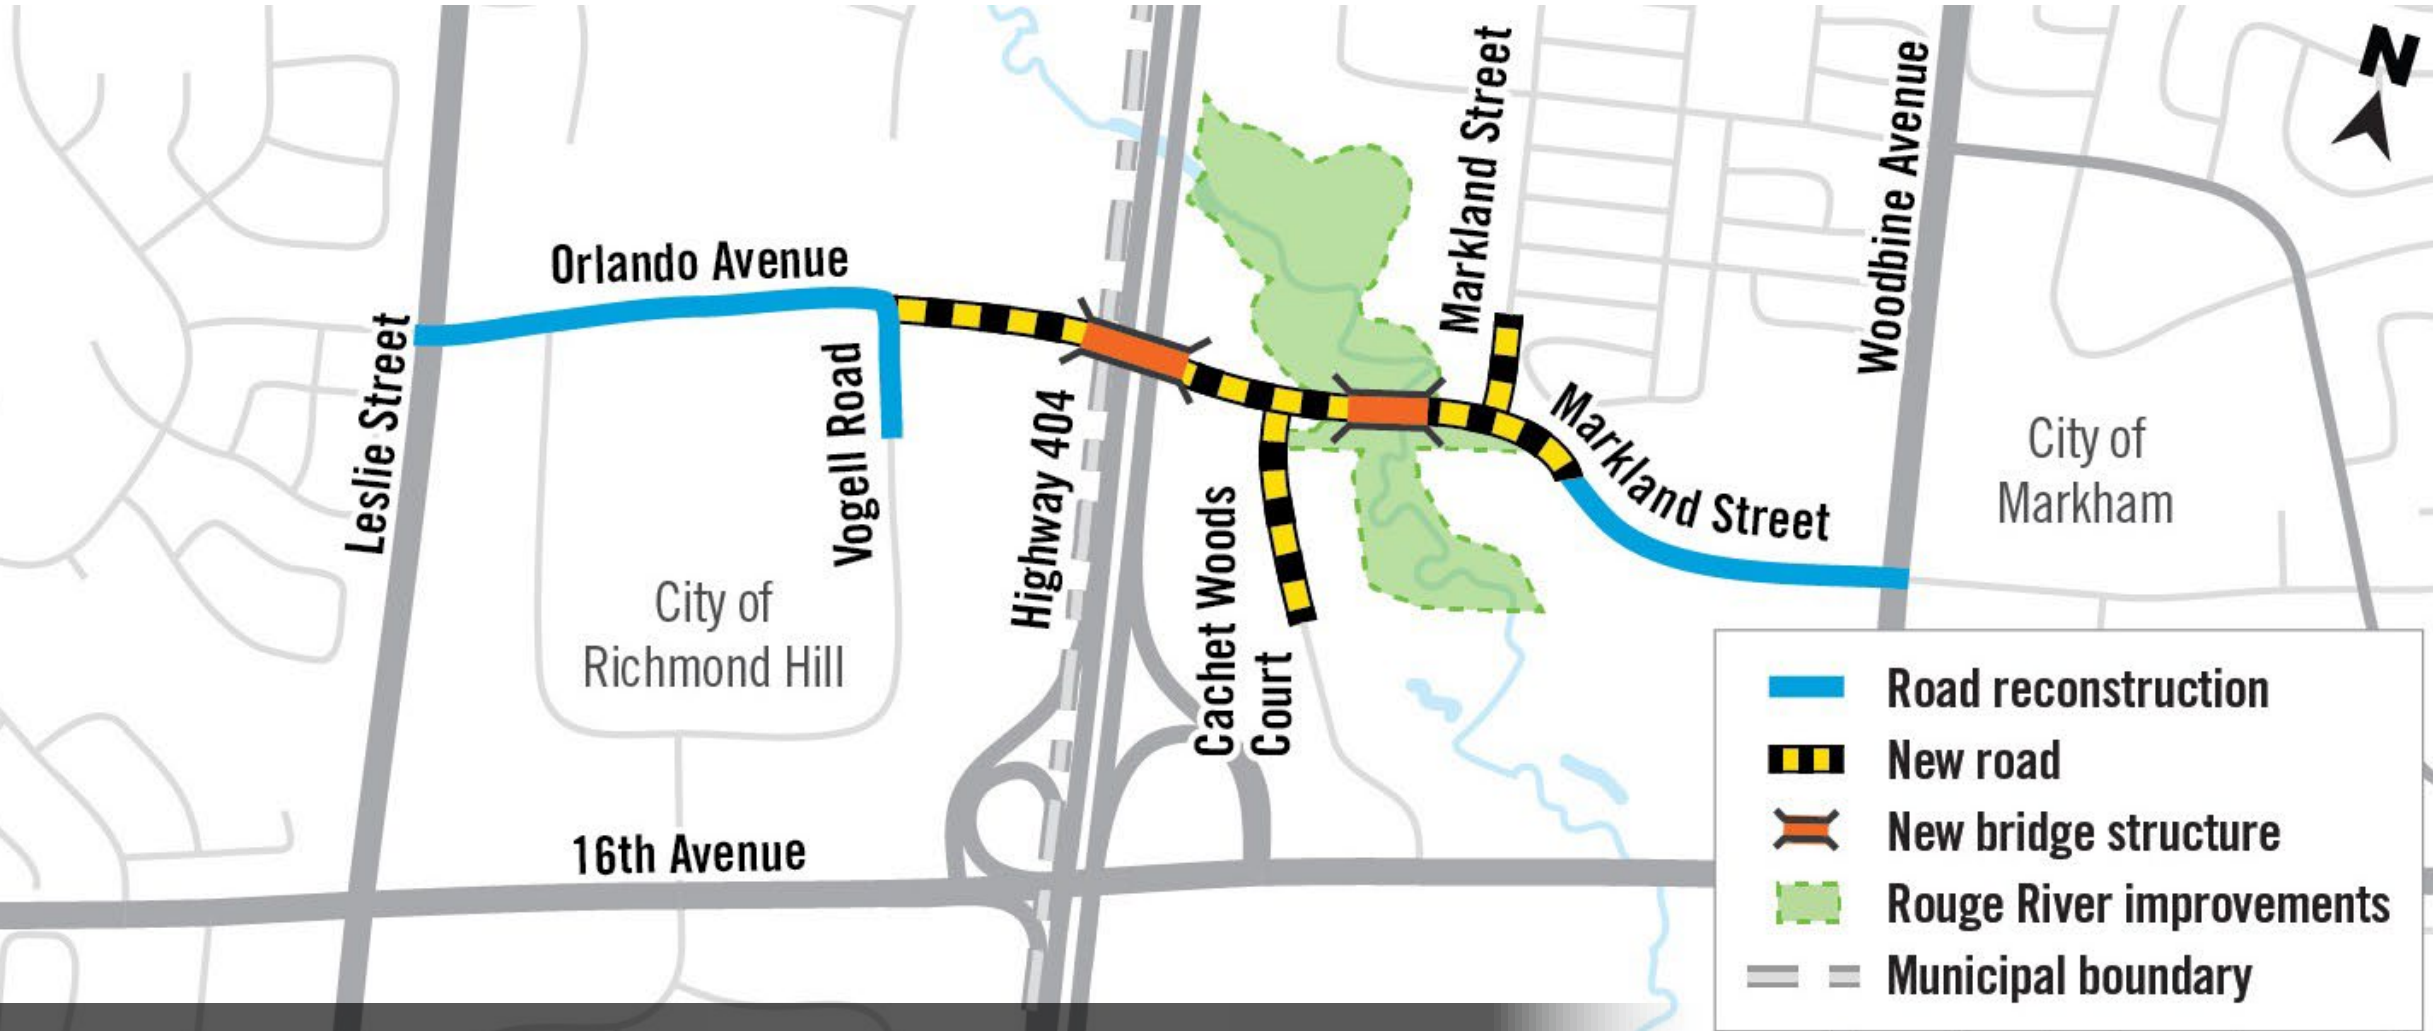 N
Markland Street
Woodbine Avenue
Orlando Avenue
Leslie Street
Vogell Road
Highway 404
Markland Street
City of
Markham
Cachet Woods
Court
City of
Richmond Hill
16th Avenue
Road reconstruction
New road
New bridge structure
Rouge River improvements
Municipal boundary